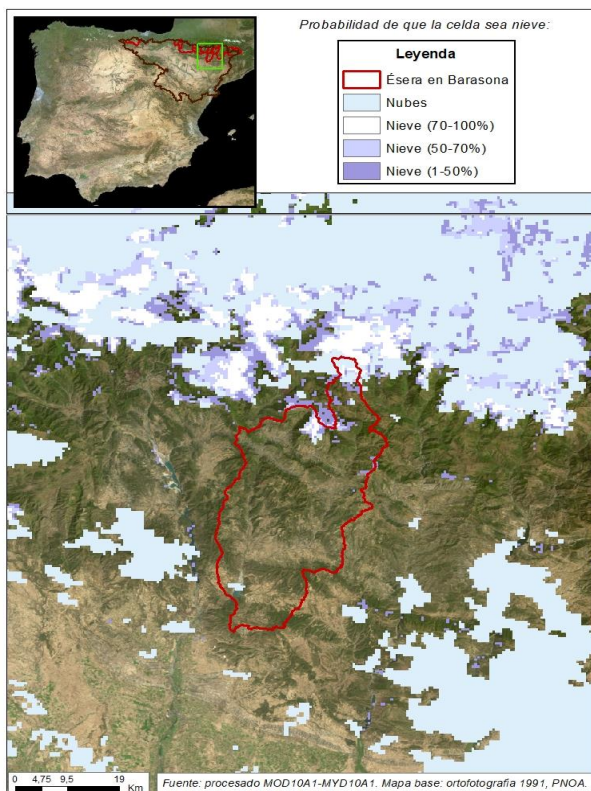 Probabilidad de que la celda sea nieve:
Leyenda
Ésera en Barasona
Nubes
Nieve (70-100%)
Nieve (50-70%)
Nieve (1-50%)
0 4,75 9,5 19
Km
Fuente: procesado MOD10A1-MYD10A1. Mapa base: ortofotografía 1991, PNOA.